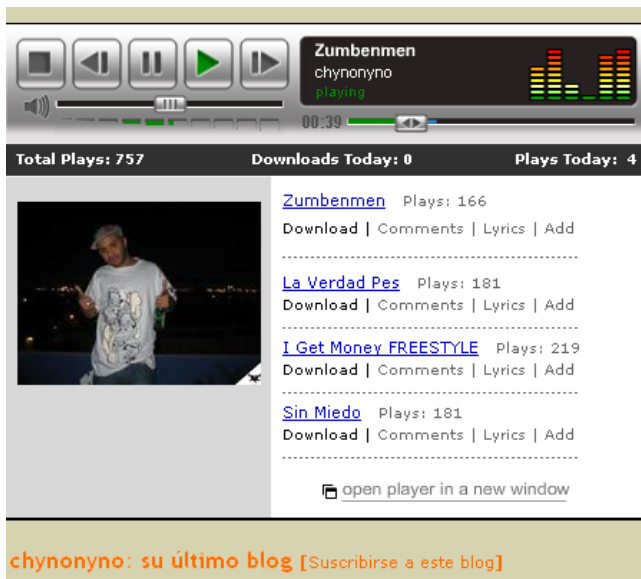 Zumbenmen
chynonyno
playing
00:39
Total Plays: 757 Downloads Today: 0 Plays Today: 4
Zumbenmen Plays: 166
Download | Comments | Lyrics | Add
La Verdad Pes Plays: 181
Download | Comments | Lyrics | Add
I Get Money FREESTYLE Plays: 219
Download | Comments | Lyrics | Add
Sin Miedo Plays: 181
Download | Comments | Lyrics | Add
open player in a new window
chynonyno: su último blog [Suscribirse a este blog]